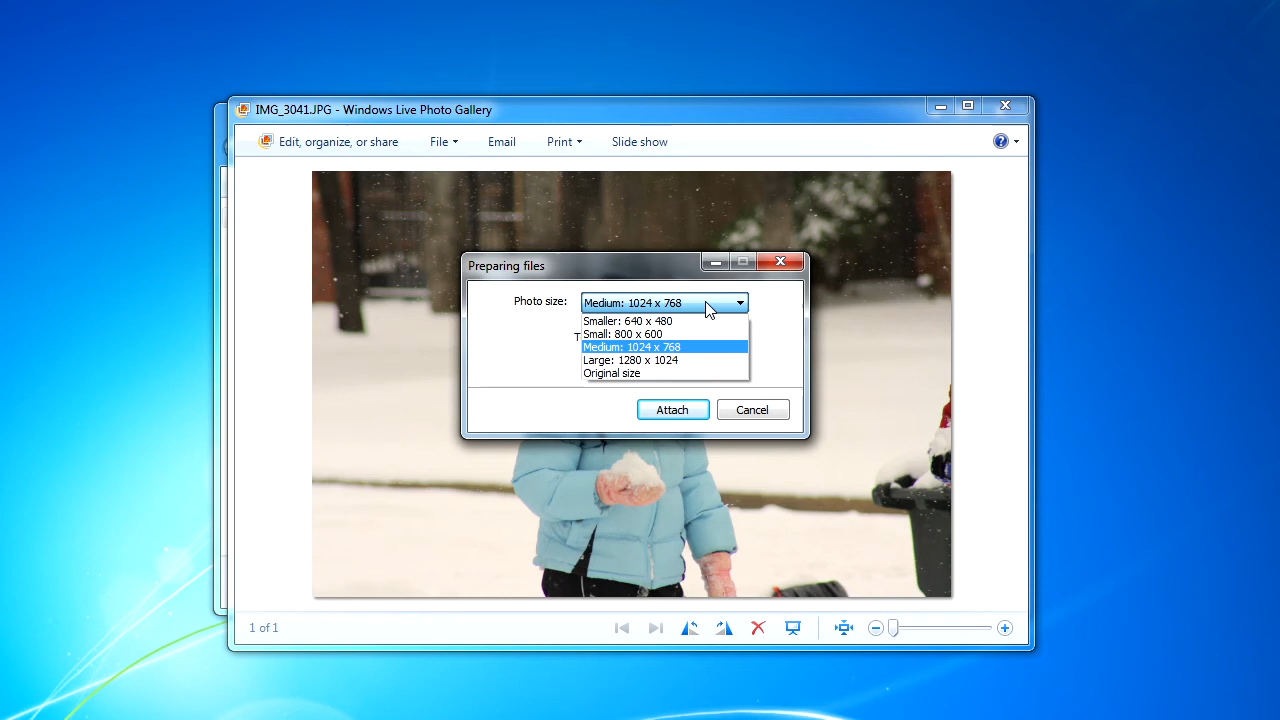 IMG_3041.JPG - Windows Live Photo Gallery
Edit, organize, or share File Email Print Slide show
Preparing files
Photo size: Medium: 1024 x 768
Smaller: 640 x 480
Small: 800 x 600
T Medium: 1024 x 768
Large: 1280 x 1024
Original size
Attach Cancel
1 of 1